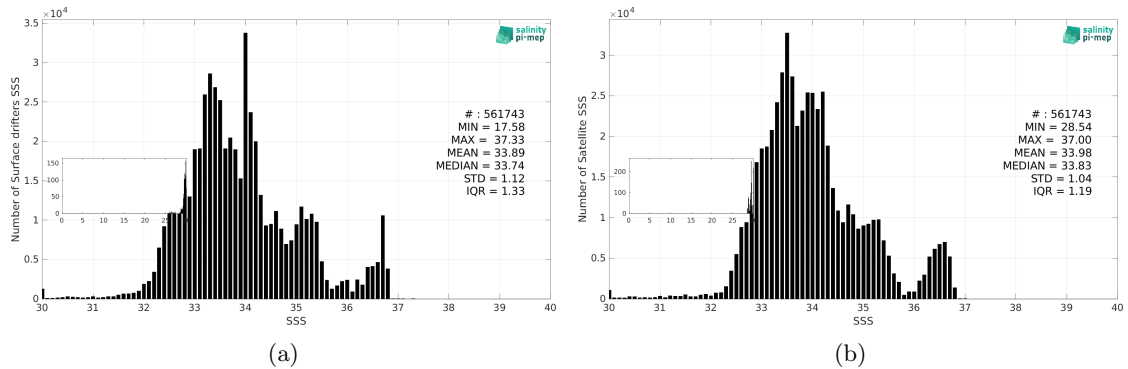 ×10⁴
3.5
3
2.5
2
1.5
1
0.5
0
Number of Surface drifters SSS
salinity
pi-mep
# : 561743
MIN = 17.58
MAX = 37.33
MEAN = 33.89
MEDIAN = 33.74
STD = 1.12
IQR = 1.33
150
100
50
0
0 5 10 15 20 25
30 31 32 33 34 35 36 37 38 39 40
SSS
(a)
×10⁴
3
2.5
2
1.5
1
0.5
0
Number of Satellite SSS
salinity
pi-mep
# : 561743
MIN = 28.54
MAX = 37.00
MEAN = 33.98
MEDIAN = 33.83
STD = 1.04
IQR = 1.19
200
100
0
0 5 10 15 20 25
30 31 32 33 34 35 36 37 38 39 40
SSS
(b)